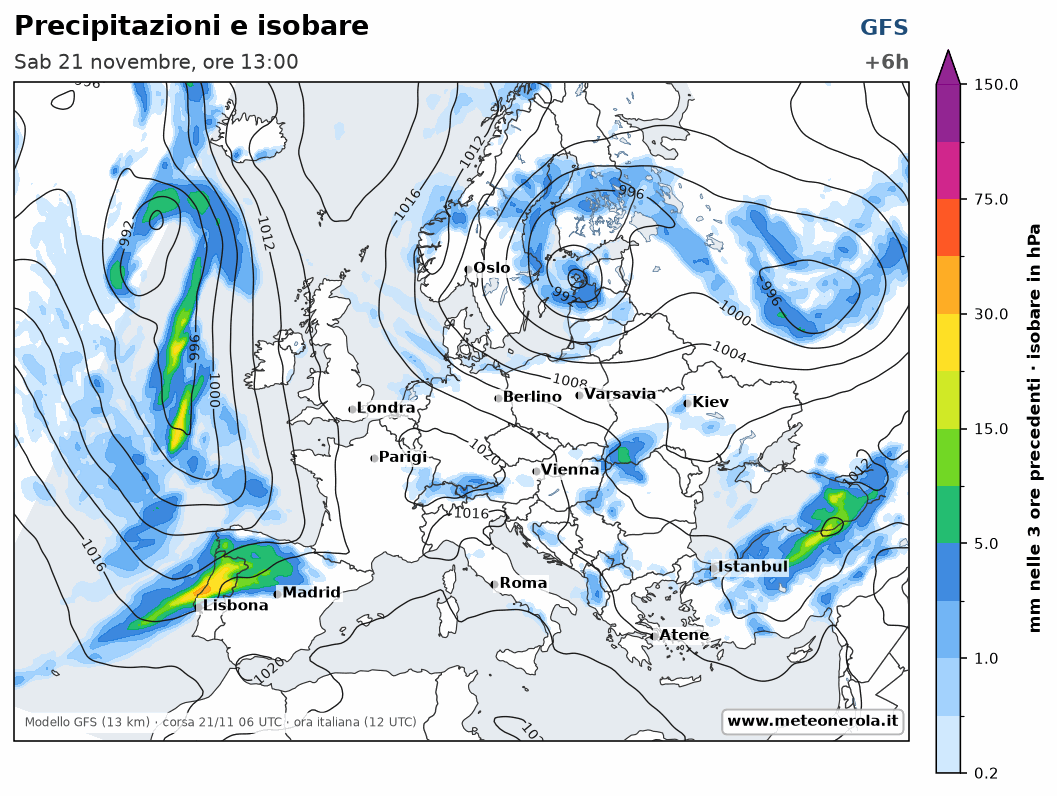 Precipitazioni e isobare
GFS
Sab 21 novembre, ore 13:00
+6h
996
1012
1016
996
992
1012
Oslo
996
992
1000
996
1004
1000
1008
Berlino
Varsavia
Kiev
Londra
Parigi
1020
Vienna
1012
1016
1016
Istanbul
Roma
Madrid
Lisbona
Atene
1020
Modello GFS (13 km) · corsa 21/11 06 UTC · ora italiana (12 UTC)
www.meteonerola.it
150.0
75.0
30.0
15.0
5.0
1.0
0.2
mm nelle 3 ore precedenti · isobare in hPa